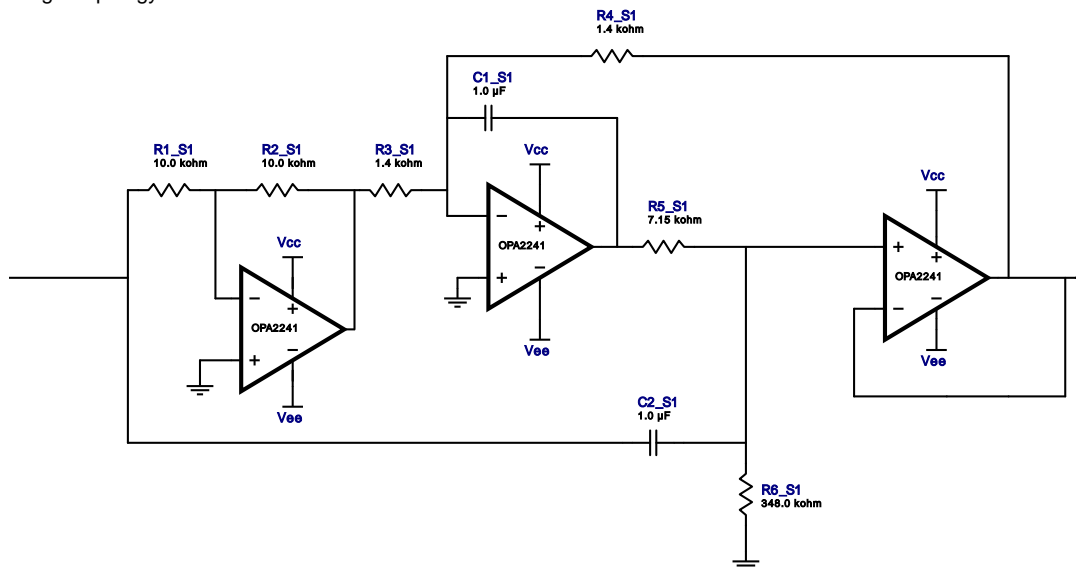 R4_S1
1.4 kohm
C1_S1
1.0 µF
R1_S1
10.0 kohm
R2_S1
10.0 kohm
R3_S1
1.4 kohm
Vcc
R5_S1
7.15 kohm
Vcc
OPA2241
Vcc
OPA2241
OPA2241
Vee
Vee
Vee
C2_S1
1.0 µF
R6_S1
348.0 kohm